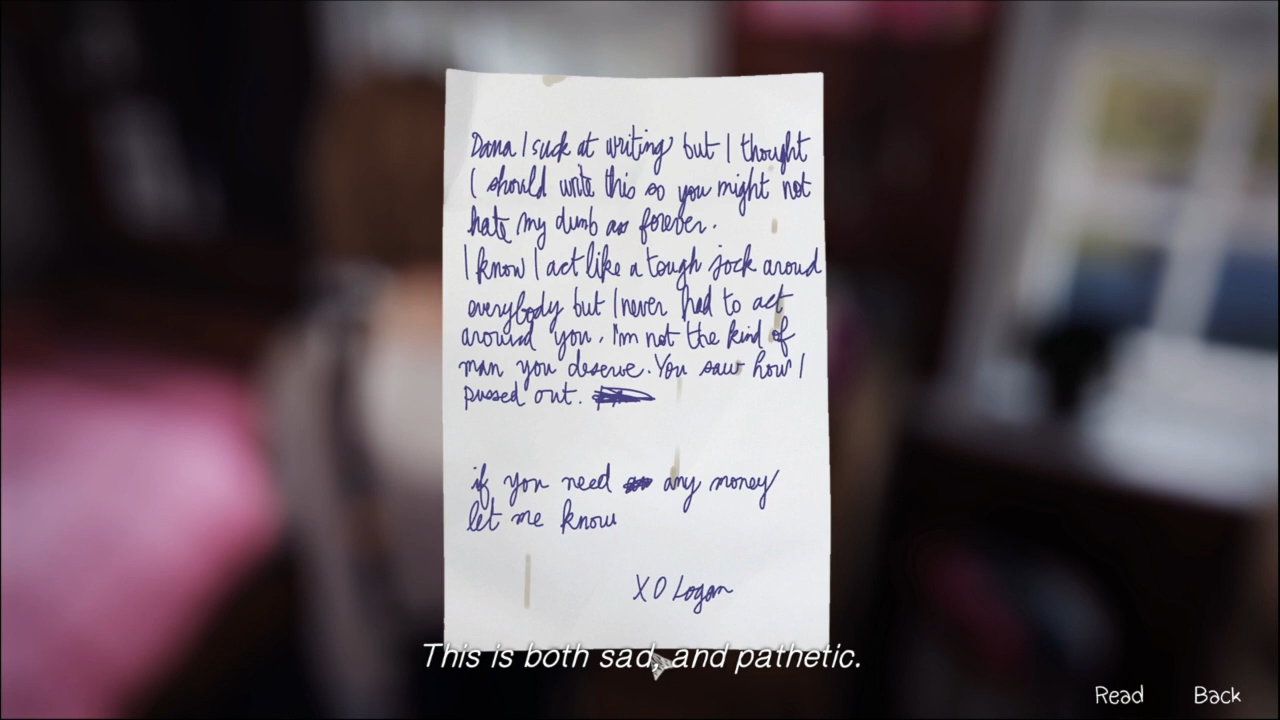 Dana I suck at writing but I thought
I should write this so you might not
hate my dumb ass forever.
I know I act like a tough jock aroud
everybody but I never had to act
around you. I'm not the kind of
man you deserve. You saw how I
pussed out.
if you need any money
let me know
XO Logan
This is both sad, and pathetic.
Read
Back